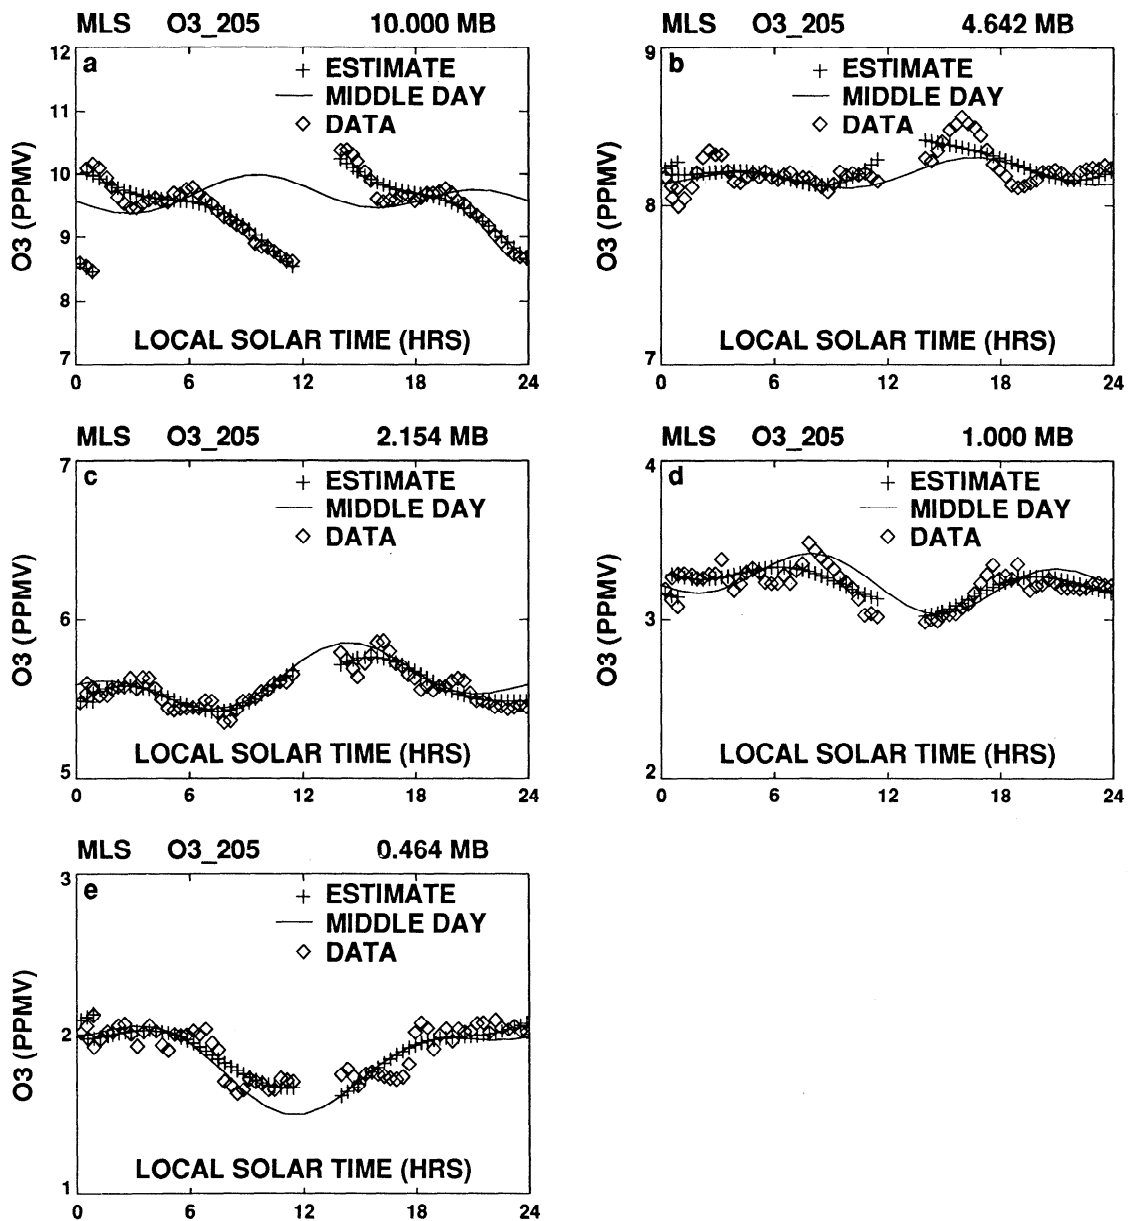 MLS O3_205 10.000 MB
a
ESTIMATE
MIDDLE DAY
DATA
12
11
10
9
8
7
O3 (PPMV)
LOCAL SOLAR TIME (HRS)
0 6 12 18 24
MLS O3_205 4.642 MB
b
ESTIMATE
MIDDLE DAY
DATA
9
8
7
O3 (PPMV)
LOCAL SOLAR TIME (HRS)
0 6 12 18 24
MLS O3_205 2.154 MB
c
ESTIMATE
MIDDLE DAY
DATA
7
6
5
O3 (PPMV)
LOCAL SOLAR TIME (HRS)
0 6 12 18 24
MLS O3_205 1.000 MB
d
ESTIMATE
MIDDLE DAY
DATA
4
3
2
O3 (PPMV)
LOCAL SOLAR TIME (HRS)
0 6 12 18 24
MLS O3_205 0.464 MB
e
ESTIMATE
MIDDLE DAY
DATA
3
2
1
O3 (PPMV)
LOCAL SOLAR TIME (HRS)
0 6 12 18 24